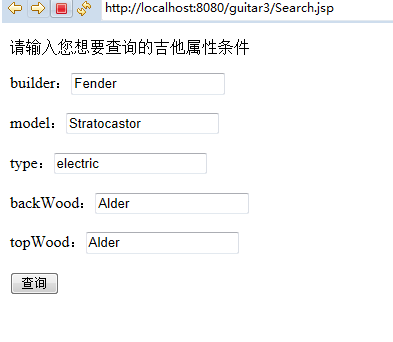 http://localhost:8080/guitar3/Search.jsp
请输入您想要查询的吉他属性条件
builder：Fender
model：Stratocastor
type：electric
backWood：Alder
topWood：Alder
查询